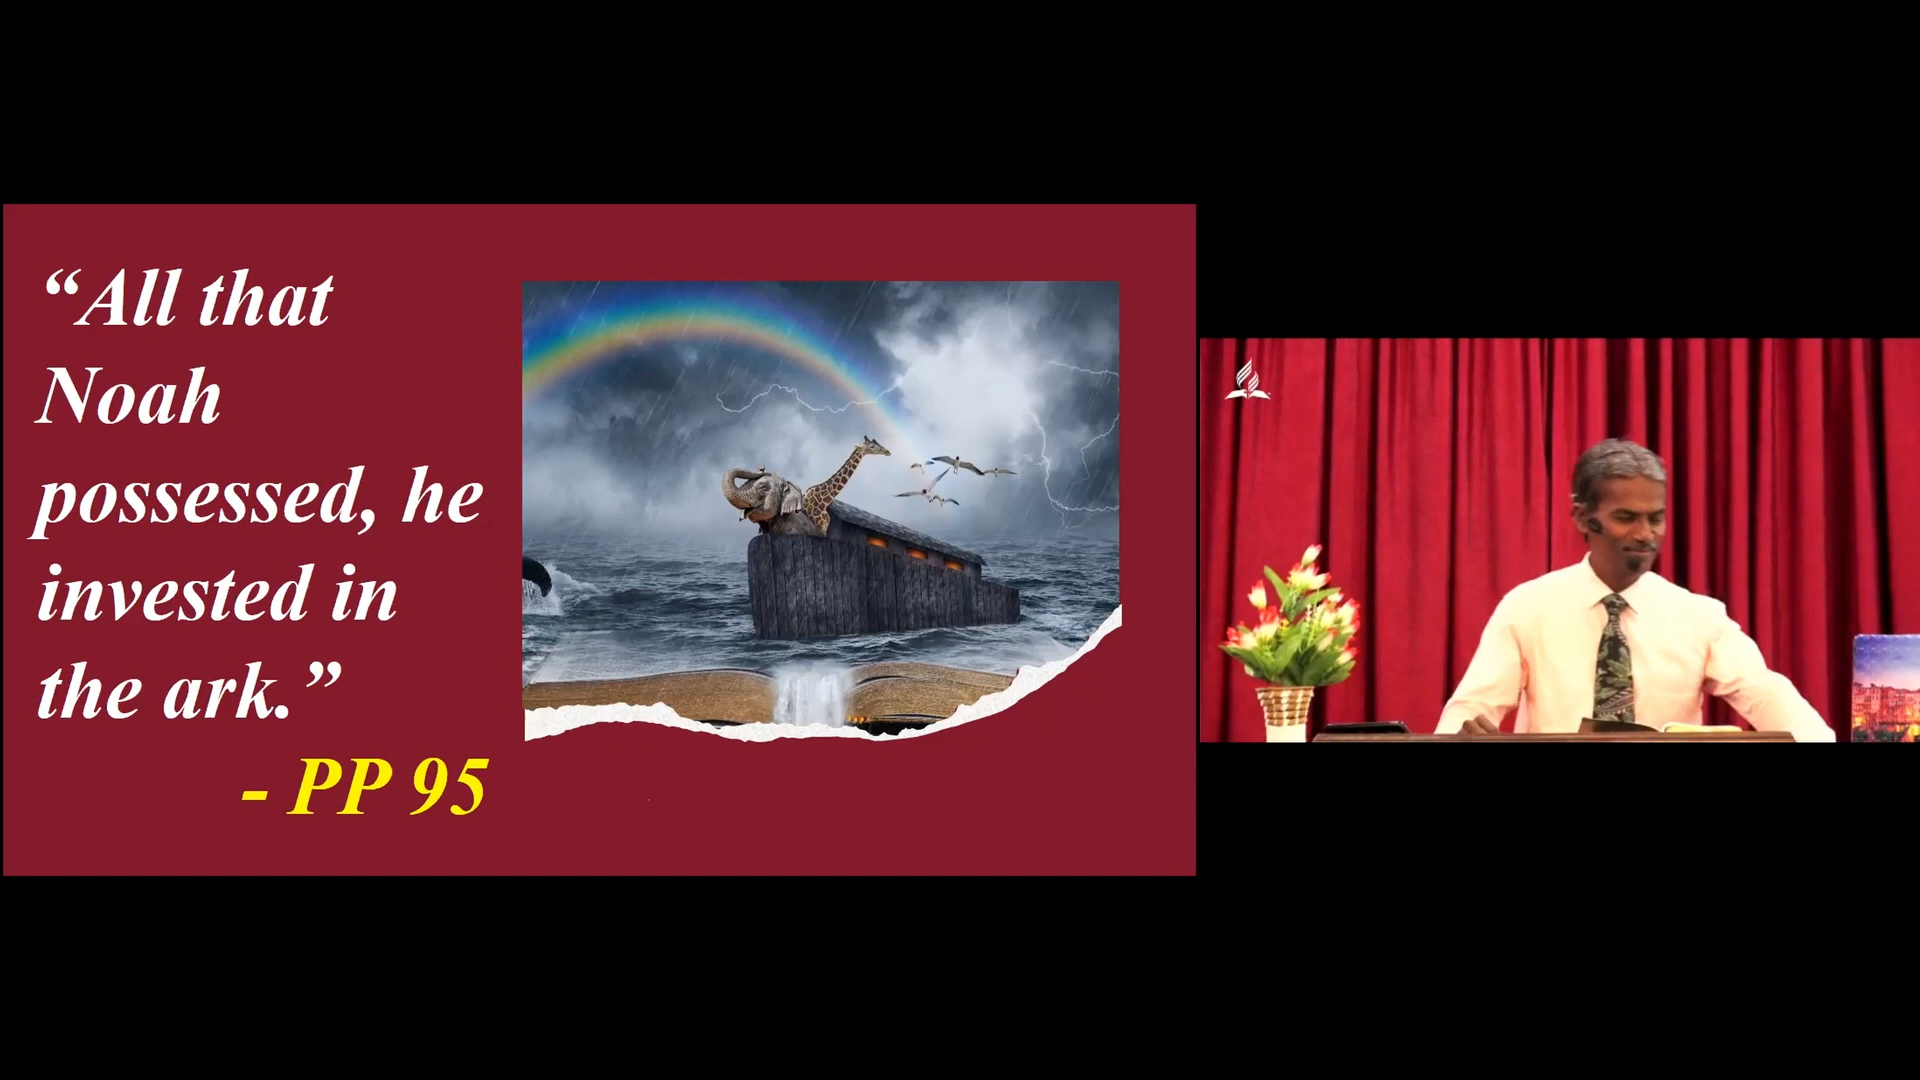 “All that
Noah
possessed, he
invested in
the ark.”
- PP 95